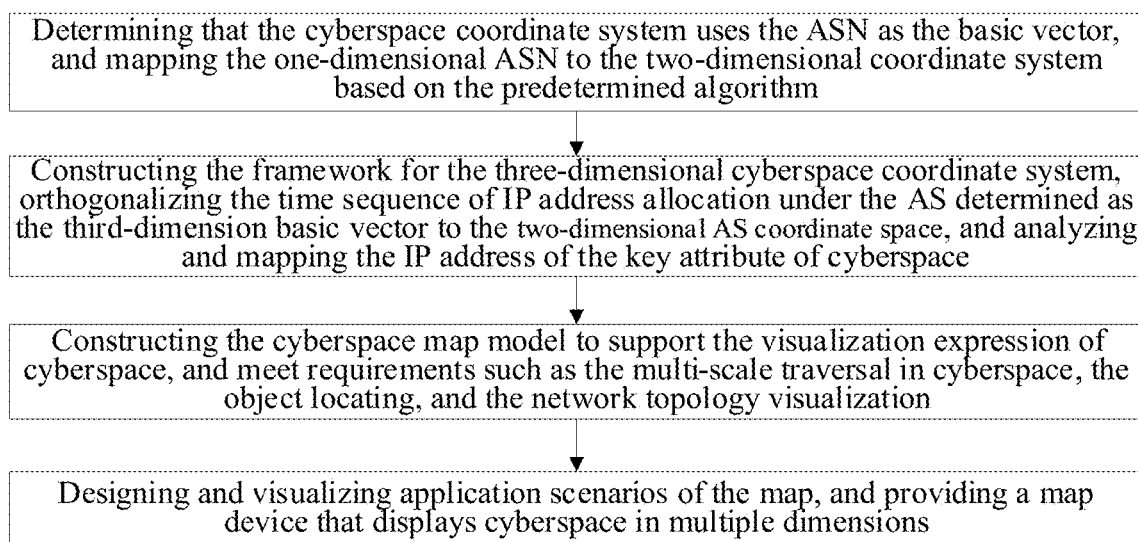 Determining that the cyberspace coordinate system uses the ASN as the basic vector,
and mapping the one-dimensional ASN to the two-dimensional coordinate system
based on the predetermined algorithm
Constructing the framework for the three-dimensional cyberspace coordinate system,
orthogonalizing the time sequence of IP address allocation under the AS determined as
the third-dimension basic vector to the two-dimensional AS coordinate space, and analyzing
and mapping the IP address of the key attribute of cyberspace
Constructing the cyberspace map model to support the visualization expression of
cyberspace, and meet requirements such as the multi-scale traversal in cyberspace, the
object locating, and the network topology visualization
Designing and visualizing application scenarios of the map, and providing a map
device that displays cyberspace in multiple dimensions